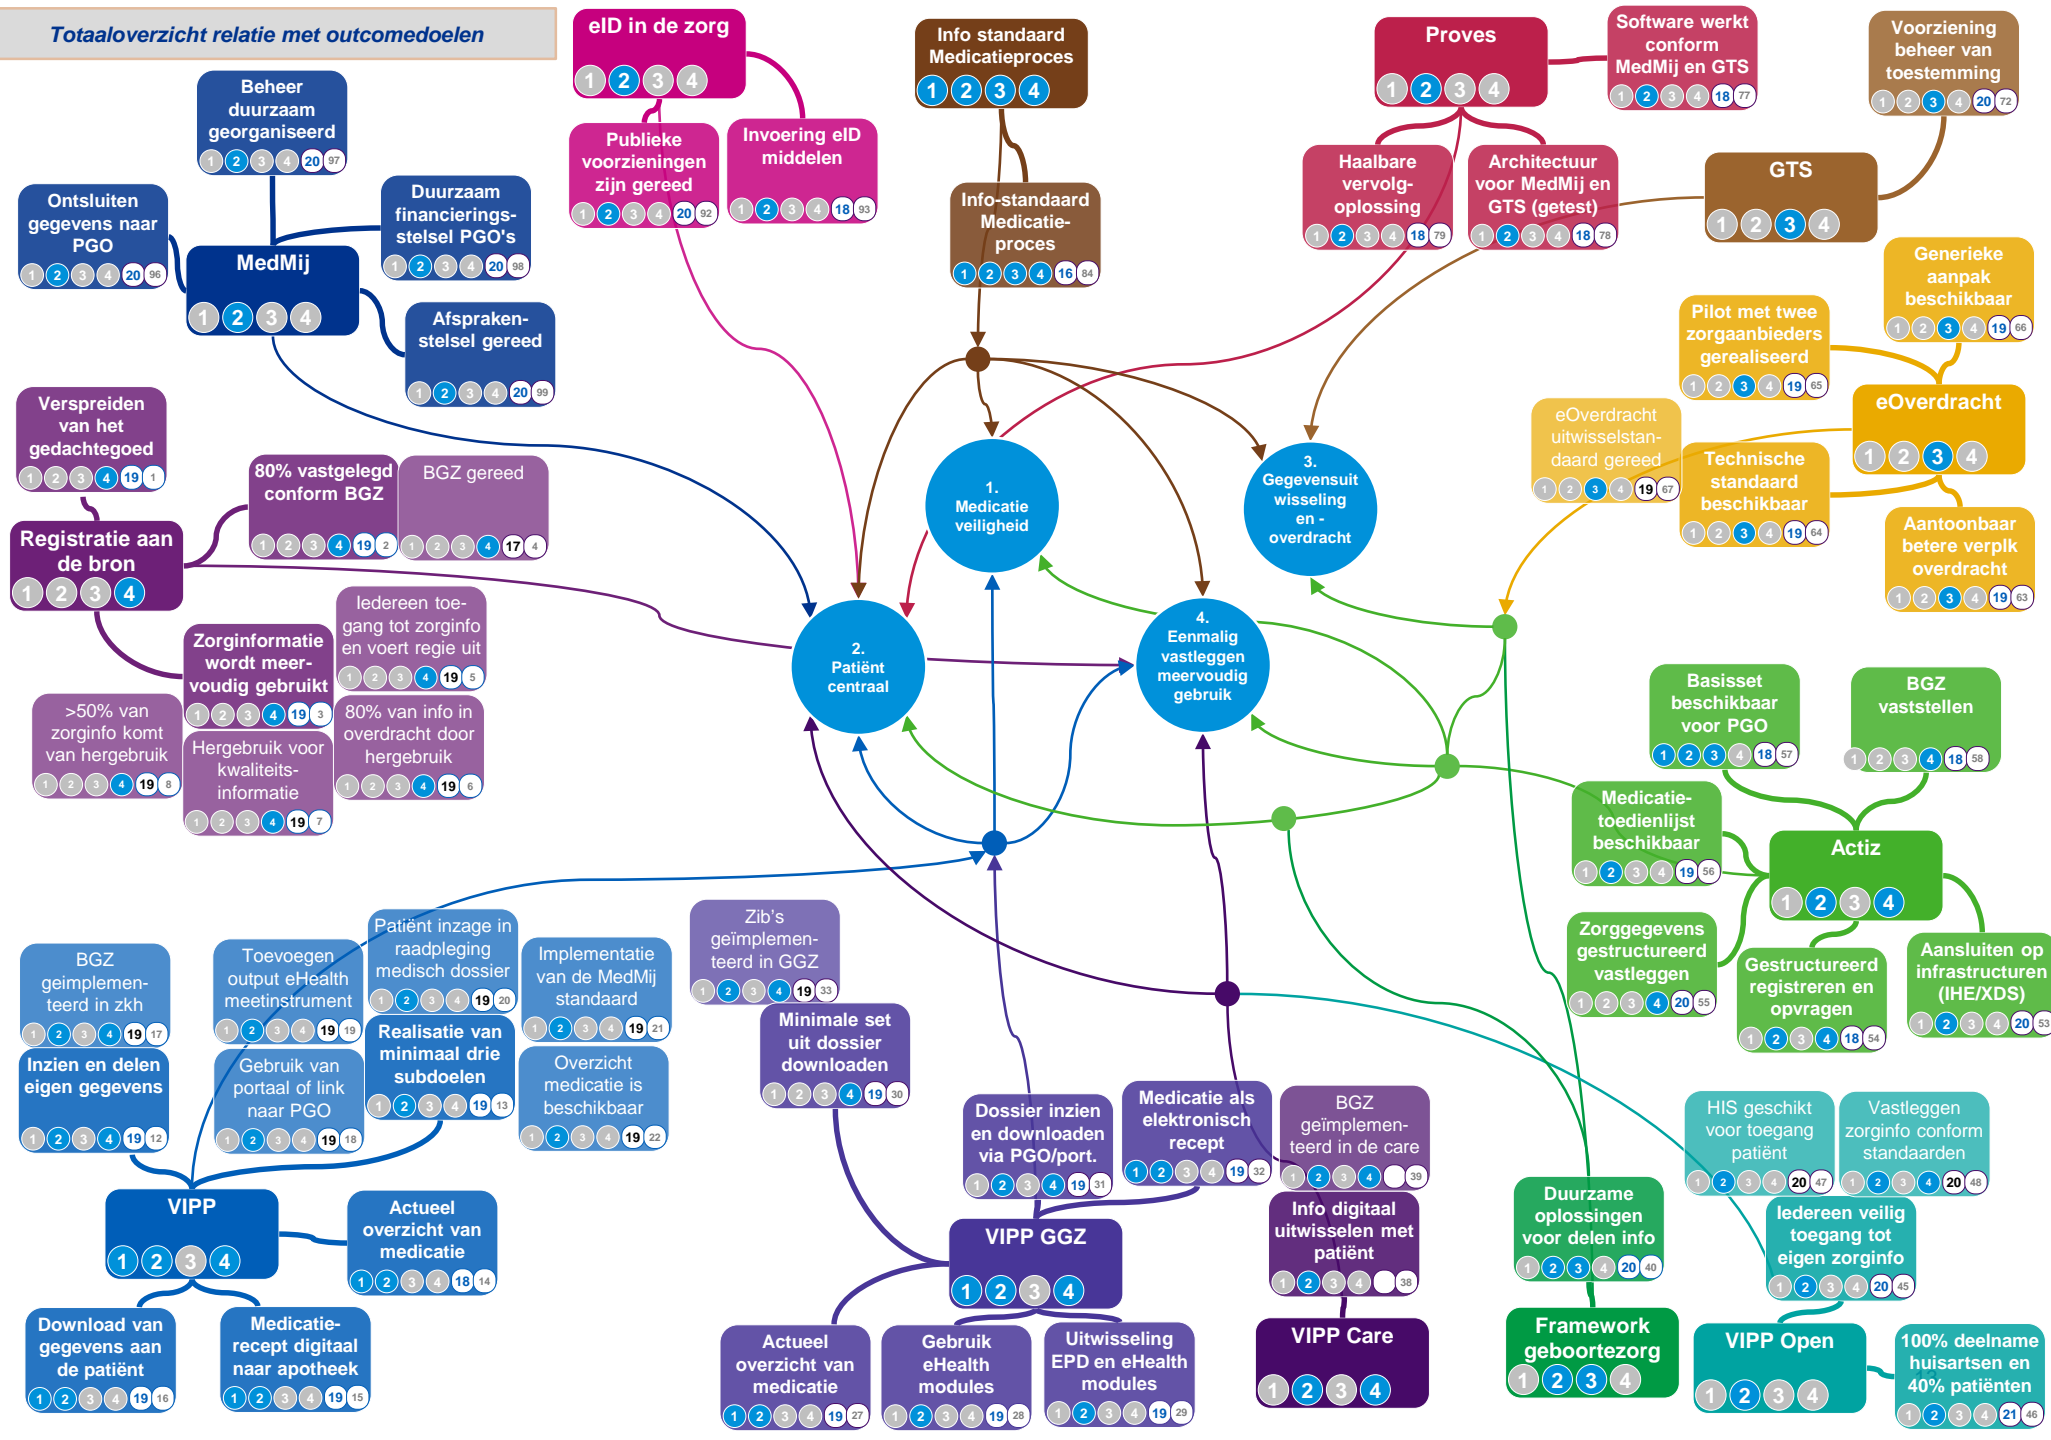 Totaaloverzicht relatie met outcomedoelen
eID in de zorg
1 2 3 4
Publieke
voorzieningen
zijn gereed
1 2 3 4 20 92
Invoering eID
middelen
1 2 3 4 18 93
Info standaard
Medicatieproces
1 2 3 4
Info-standaard
Medicatie-
proces
1 2 3 4 16 84
Proves
1 2 3 4
Software werkt
conform
MedMij en GTS
1 2 3 4 18 77
Haalbare
vervolg-
oplossing
1 2 3 4 18 79
Architectuur
voor MedMij en
GTS (getest)
1 2 3 4 18 78
Voorziening
beheer van
toestemming
1 2 3 4 20 72
GTS
1 2 3 4
Beheer
duurzaam
georganiseerd
1 2 3 4 20 97
Ontsluiten
gegevens naar
PGO
1 2 3 4 20 96
Duurzaam
financierings-
stelsel PGO's
1 2 3 4 20 98
MedMij
1 2 3 4
Afspraken-
stelsel gereed
1 2 3 4 20 99
Generieke
aanpak
beschikbaar
1 2 3 4 19 66
Pilot met twee
zorgaanbieders
gerealiseerd
1 2 3 4 19 65
eOverdracht
1 2 3 4
eOverdracht
uitwisselstan-
daard gereed
1 2 3 4 19 67
Technische
standaard
beschikbaar
1 2 3 4 19 64
Aantoonbaar
betere verplk
overdracht
1 2 3 4 19 63
Verspreiden
van het
gedachtegoed
1 2 3 4 19 1
80% vastgelegd
conform BGZ
1 2 3 4 19 2
BGZ gereed
1 2 3 4 17 4
Registratie aan
de bron
1 2 3 4
Iedereen toe-
gang tot zorginfo
en voert regie uit
1 2 3 4 19 5
Zorginformatie
wordt meer-
voudig gebruikt
1 2 3 4 19 3
>50% van
zorginfo komt
van hergebruik
1 2 3 4 19 8
Hergebruik voor
kwaliteits-
informatie
1 2 3 4 19 7
80% van info in
overdracht door
hergebruik
1 2 3 4 19 6
1.
Medicatie
veiligheid
2.
Patiënt
centraal
3.
Gegevensuit
wisseling
en -
overdracht
4.
Eenmalig
vastleggen
meervoudig
gebruik
Basisset
beschikbaar
voor PGO
1 2 3 4 18 57
BGZ
vaststellen
1 2 3 4 18 58
Medicatie-
toedienlijst
beschikbaar
1 2 3 4 19 56
Actiz
1 2 3 4
Zorggegevens
gestructureerd
vastleggen
1 2 3 4 20 55
Gestructureerd
registreren en
opvragen
1 2 3 4 18 54
Aansluiten op
infrastructuren
(IHE/XDS)
1 2 3 4 20 53
BGZ
geimplemen-
teerd in zkh
1 2 3 4 19 17
Toevoegen
output eHealth
meetinstrument
1 2 3 4 19 19
Patiënt inzage in
raadpleging
medisch dossier
1 2 3 4 19 20
Implementatie
van de MedMij
standaard
1 2 3 4 19 21
Inzien en delen
eigen gegevens
1 2 3 4 19 12
Gebruik van
portaal of link
naar PGO
1 2 3 4 19 18
Realisatie van
minimaal drie
subdoelen
1 2 3 4 19 13
Overzicht
medicatie is
beschikbaar
1 2 3 4 19 22
VIPP
1 2 3 4
Actueel
overzicht van
medicatie
1 2 3 4 18 14
Download van
gegevens aan
de patiënt
1 2 3 4 19 16
Medicatie-
recept digitaal
naar apotheek
1 2 3 4 19 15
Zib's
geïmplemen-
teerd in GGZ
1 2 3 4 19 33
Minimale set
uit dossier
downloaden
1 2 3 4 19 30
Dossier inzien
en downloaden
via PGO/port.
1 2 3 4 19 31
Medicatie als
elektronisch
recept
1 2 3 4 19 32
VIPP GGZ
1 2 3 4
Actueel
overzicht van
medicatie
1 2 3 4 19 27
Gebruik
eHealth
modules
1 2 3 4 19 28
Uitwisseling
EPD en eHealth
modules
1 2 3 4 19 29
BGZ
geïmplemen-
teerd in de care
1 2 3 4 39
Info digitaal
uitwisselen met
patiënt
1 2 3 4 38
VIPP Care
1 2 3 4
Duurzame
oplossingen
voor delen info
1 2 3 4 20 40
Framework
geboortezorg
1 2 3 4
HIS geschikt
voor toegang
patiënt
1 2 3 4 20 47
Vastleggen
zorginfo conform
standaarden
1 2 3 4 20 48
Iedereen veilig
toegang tot
eigen zorginfo
1 2 3 4 20 45
VIPP Open
1 2 3 4
100% deelname
huisartsen en
40% patiënten
1 2 3 4 21 46